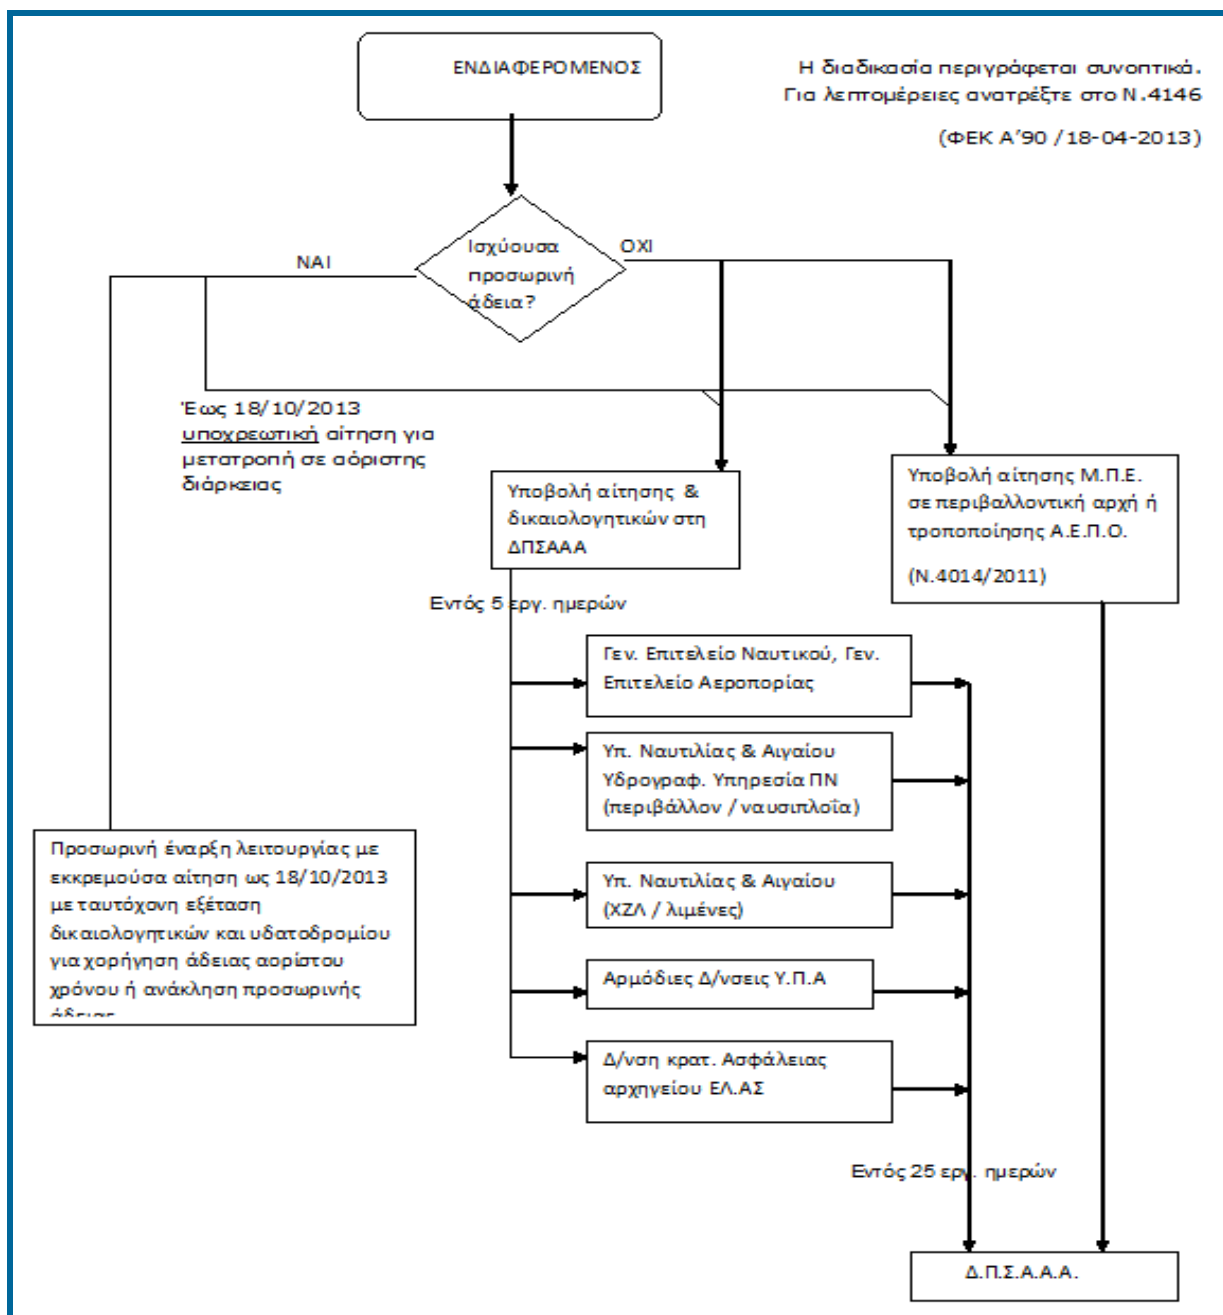 ΕΝΔΙΑΦΕΡΟΜΕΝΟΣ
Η διαδικασία περιγράφεται συνοπτικά.
Για λεπτομέρειες ανατρέξτε στο Ν.4146
(ΦΕΚ Α'90 /18-04-2013)
Ισχύουσα
προσωρινή
άδεια?
ΝΑΙ
ΟΧΙ
Έως 18/10/2013
υποχρεωτική αίτηση για
μετατροπή σε αόριστης
διάρκειας
Υποβολή αίτησης &
δικαιολογητικών στη
ΔΠΣΑΑΑ
Υποβολή αίτησης Μ.Π.Ε.
σε περιβαλλοντική αρχή ή
τροποποίησης Α.Ε.Π.Ο.
(Ν.4014/2011)
Εντός 5 εργ. ημερών
Γεν. Επιτελείο Ναυτικού, Γεν.
Επιτελείο Αεροπορίας
Υπ. Ναυτιλίας & Αιγαίου
Υδρογραφ. Υπηρεσία ΠΝ
(περιβάλλον / ναυσιπλοΐα)
Προσωρινή έναρξη λειτουργίας με
εκκρεμούσα αίτηση ως 18/10/2013
με ταυτόχονη εξέταση
δικαιολογητικών και υδατοδρομίου
για χορήγηση άδειας αορίστου
χρόνου ή ανάκληση προσωρινής
άδειας
Υπ. Ναυτιλίας & Αιγαίου
(ΧΖΛ / λιμένες)
Αρμόδιες Δ/νσεις Υ.Π.Α
Δ/νση κρατ. Ασφάλειας
αρχηγείου ΕΛ.ΑΣ
Εντός 25 εργ. ημερών
Δ.Π.Σ.Α.Α.Α.